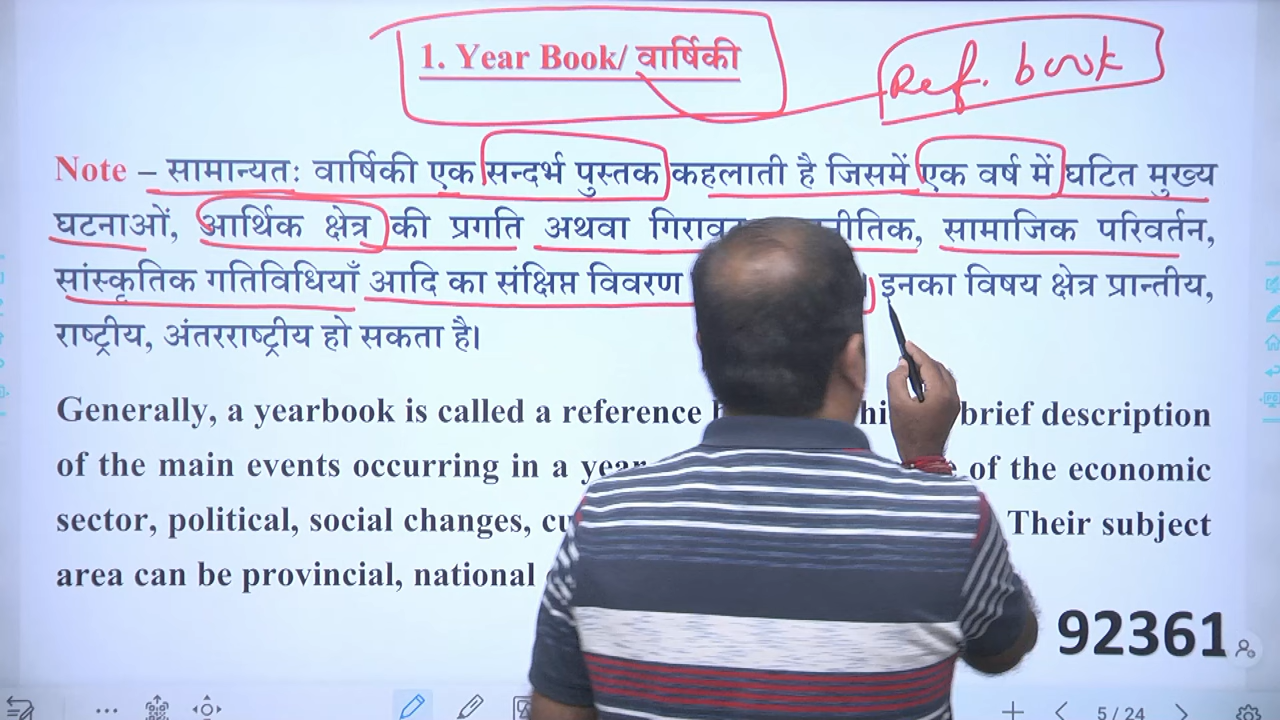 1. Year Book/ वार्षिकी
Ref. book
Note – सामान्यतः वार्षिकी एक सन्दर्भ पुस्तक कहलाती है जिसमें एक वर्ष में घटित मुख्य
घटनाओं, आर्थिक क्षेत्र की प्रगति अथवा सामाजिक परिवर्तन,
सांस्कृतिक गतिविधियाँ आदि का संक्षिप्त विवरण । इनका विषय क्षेत्र प्रान्तीय,
राष्ट्रीय, अंतरराष्ट्रीय हो सकता है।
Generally, a yearbook is called a reference brief description
of the main events occurring in a of the economic
sector, political, social changes, Their subject
area can be provincial, national
92361
5 / 24